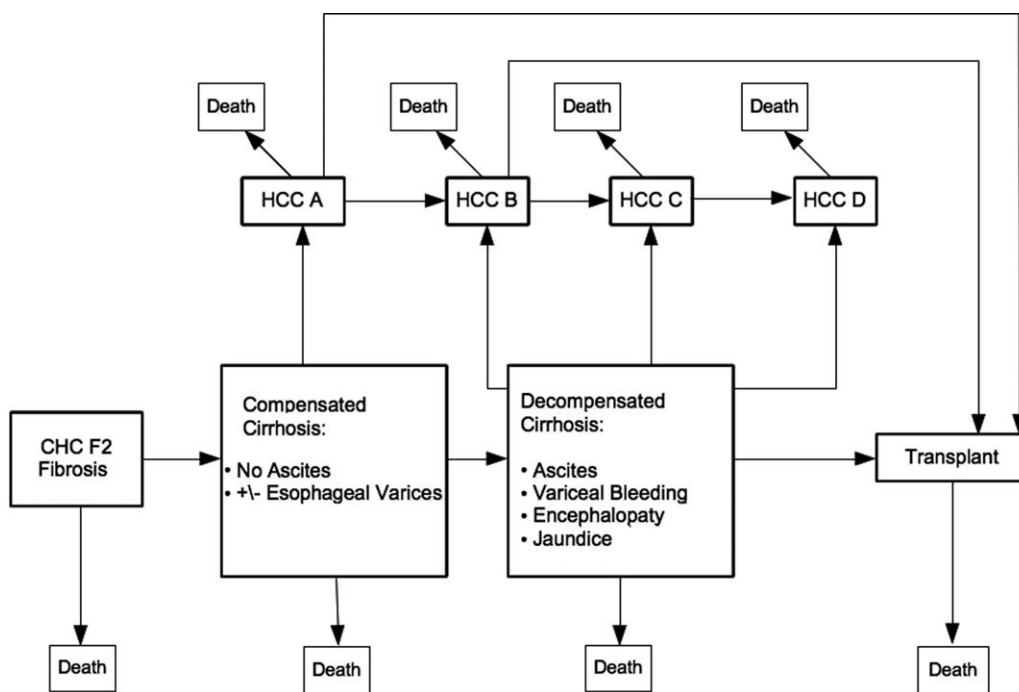 Death
Death
Death
Death
HCC A
HCC B
HCC C
HCC D
CHC F2
Fibrosis
Compensated
Cirrhosis:
• No Ascites
• +\- Esophageal Varices
Decompensated
Cirrhosis:
• Ascites
• Variceal Bleeding
• Encephalopaty
• Jaundice
Transplant
Death
Death
Death
Death